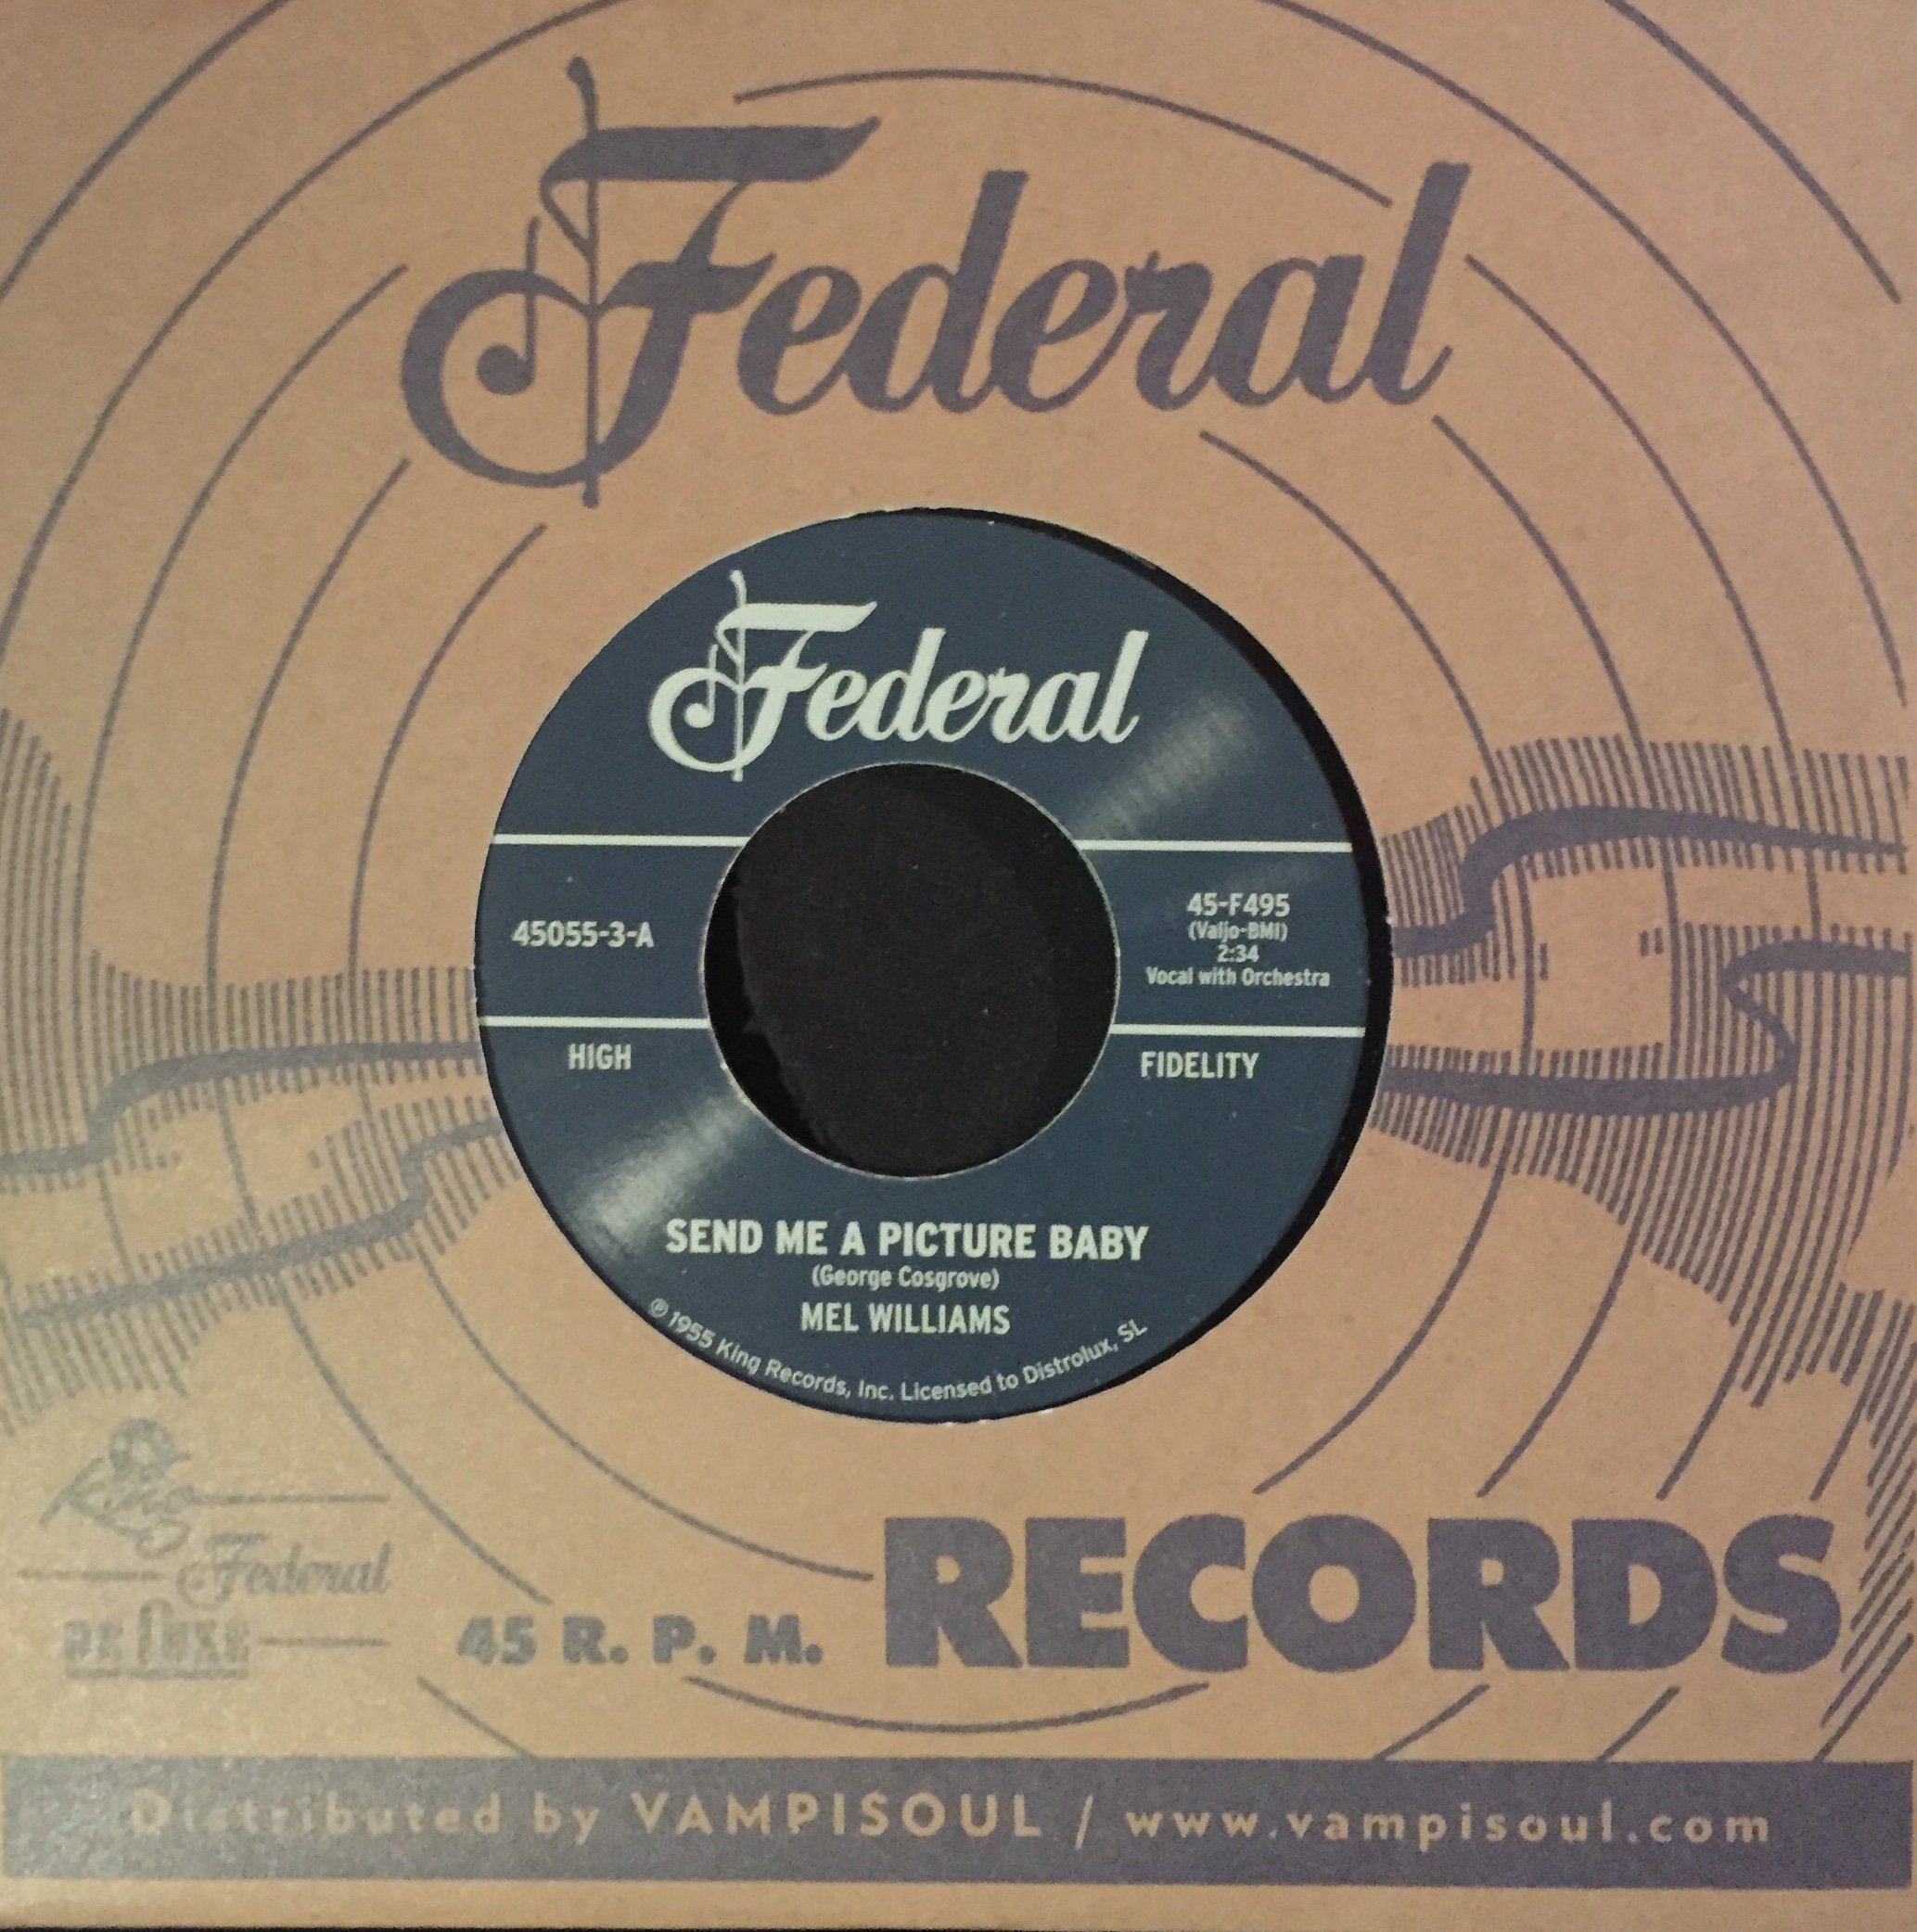 Federal
Federal
45055-3-A
45-F495
(Valjo-BMI)
2:34
Vocal with Orchestra
HIGH
FIDELITY
SEND ME A PICTURE BABY
(George Cosgrove)
MEL WILLIAMS
℗ 1955 King Records, Inc. Licensed to Distrolux, SL
King
Federal
DE LUXE
45 R. P. M.
RECORDS
Distributed by VAMPISOUL / www.vampisoul.com